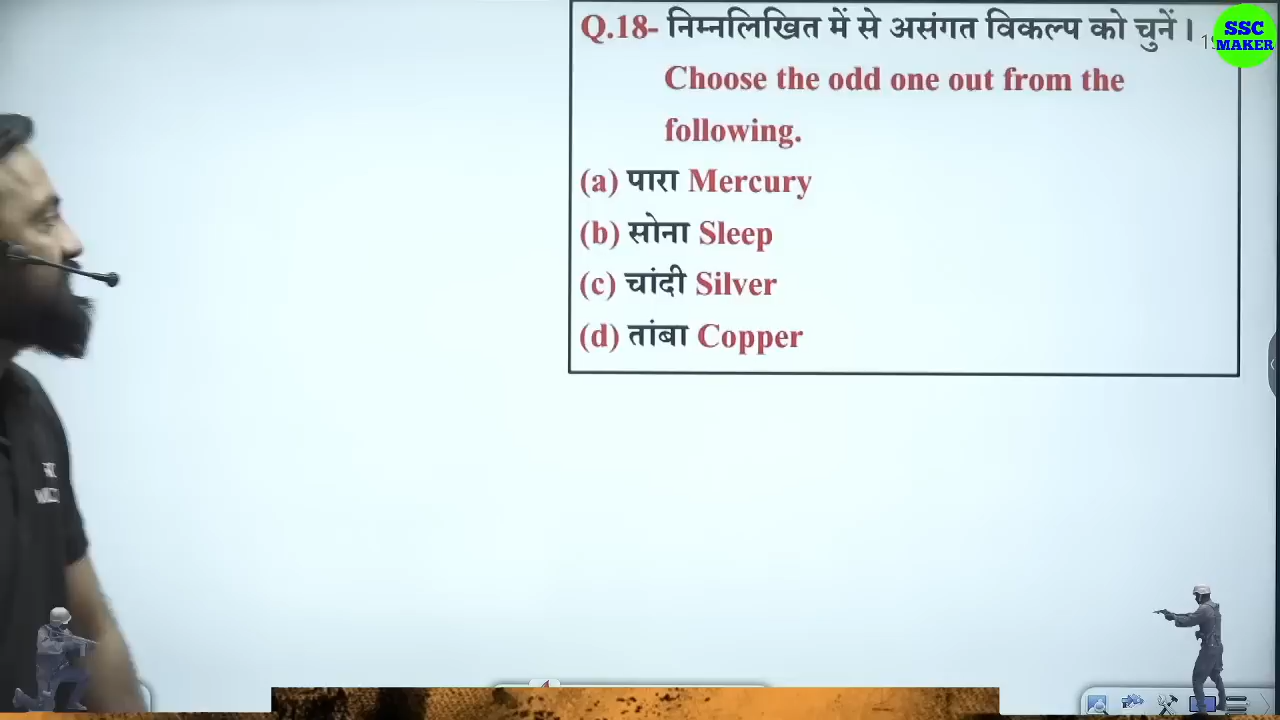 Q.18- निम्नलिखित में से असंगत विकल्प को चुनें।
SSC
MAKER
Choose the odd one out from the
following.
(a) पारा Mercury
(b) सोना Sleep
(c) चांदी Silver
(d) तांबा Copper